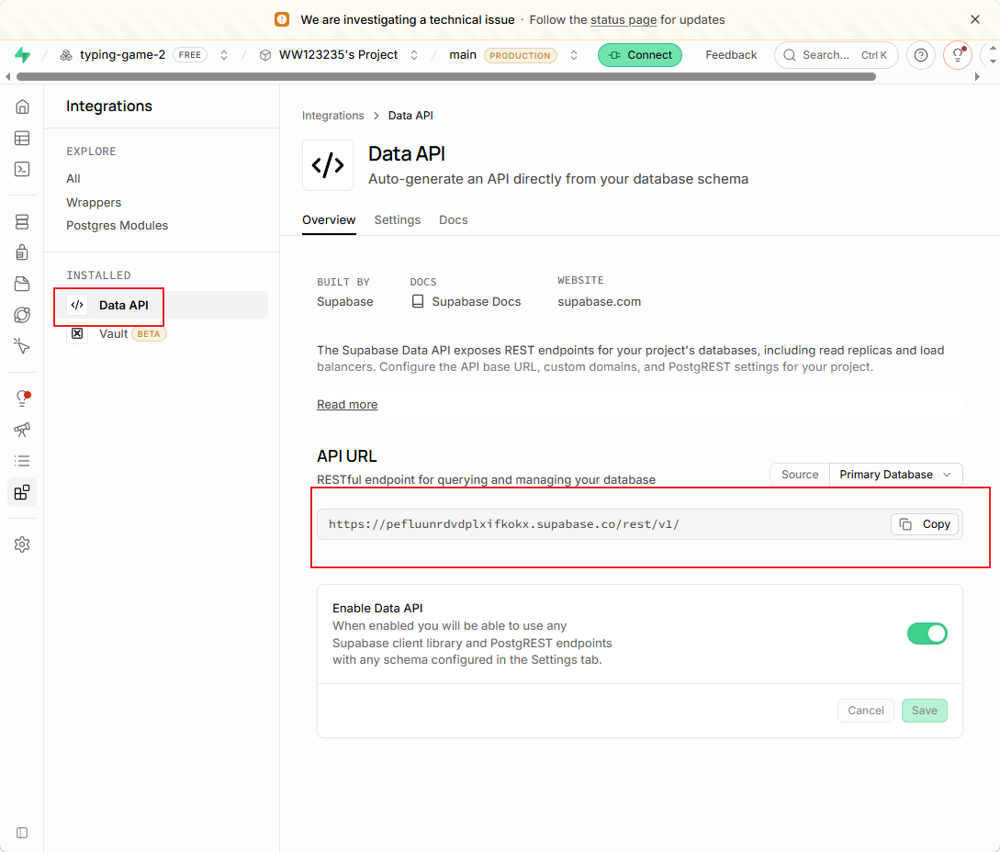 We are investigating a technical issue · Follow the status page for updates
typing-game-2 FREE / WW123235's Project / main PRODUCTION Connect Feedback Search... Ctrl K
Integrations
EXPLORE
All
Wrappers
Postgres Modules
INSTALLED
Data API
Vault BETA
Integrations > Data API
Data API
Auto-generate an API directly from your database schema
Overview Settings Docs
BUILT BY DOCS WEBSITE
Supabase Supabase Docs supabase.com
The Supabase Data API exposes REST endpoints for your project's databases, including read replicas and load
balancers. Configure the API base URL, custom domains, and PostgREST settings for your project.
Read more
API URL
RESTful endpoint for querying and managing your database
Source Primary Database
https://pefluunrdvdplxifkokx.supabase.co/rest/v1/ Copy
Enable Data API
When enabled you will be able to use any
Supabase client library and PostgREST endpoints
with any schema configured in the Settings tab.
Cancel Save